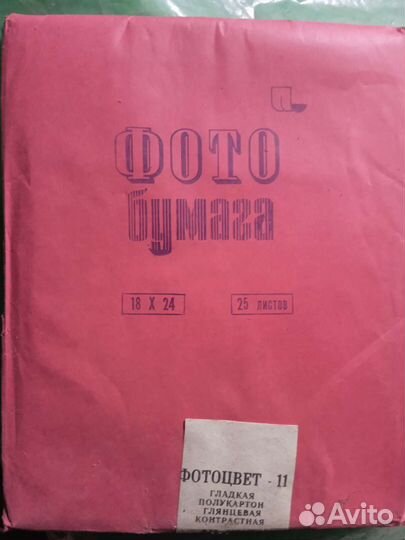 ФОТО
бумага
18 X 24
25 листов
ФОТОЦВЕТ - 11
ГЛАДКАЯ
ПОЛУКАРТОН
ГЛЯНЦЕВАЯ
КОНТРАСТНАЯ
Avito